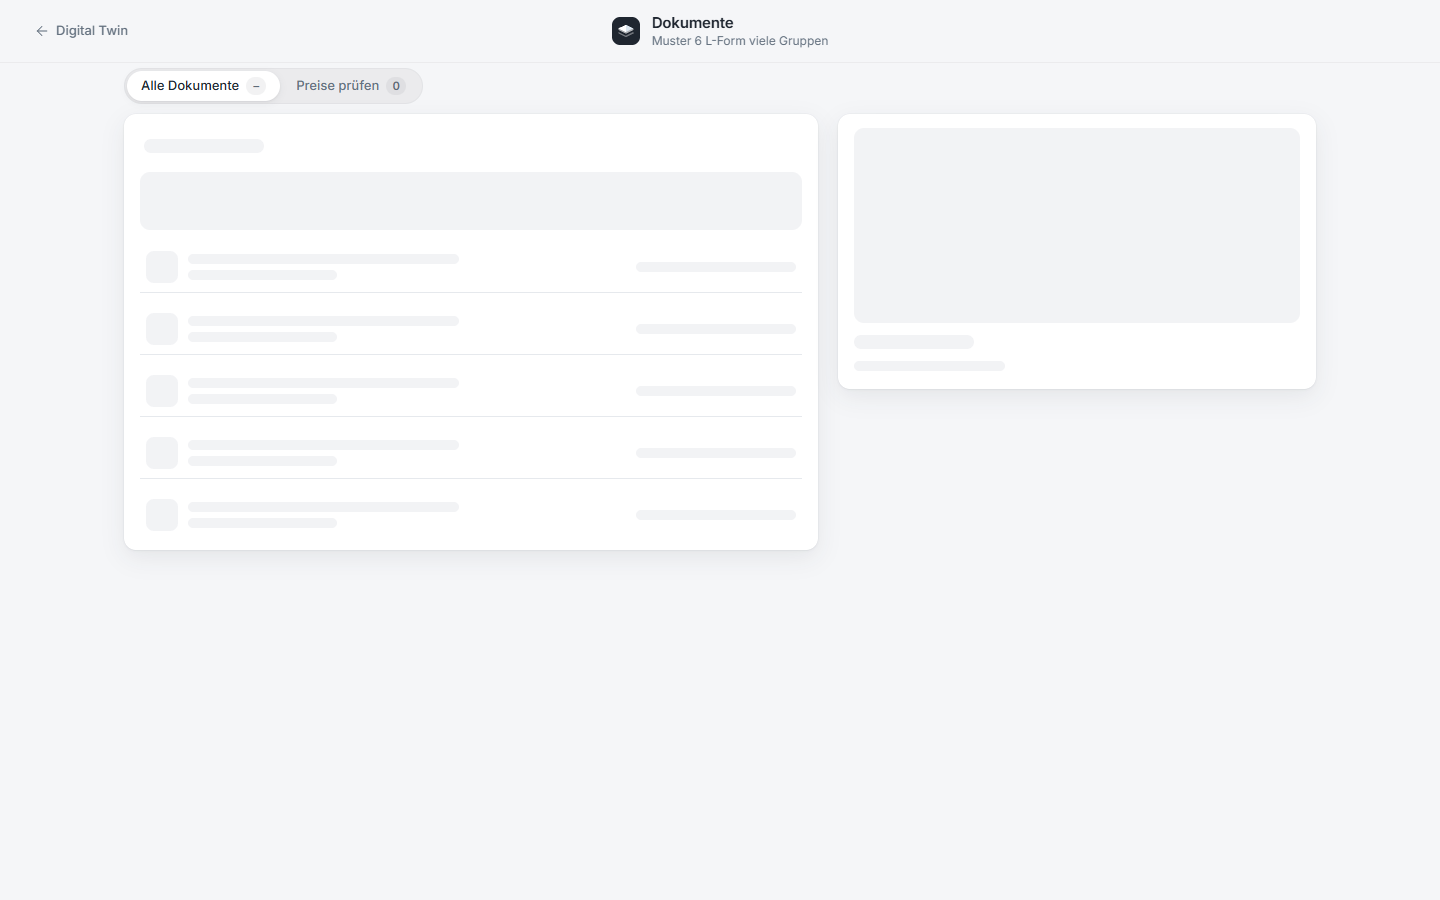 Digital Twin
Dokumente
Muster 6 L-Form viele Gruppen
Alle Dokumente –
Preise prüfen 0